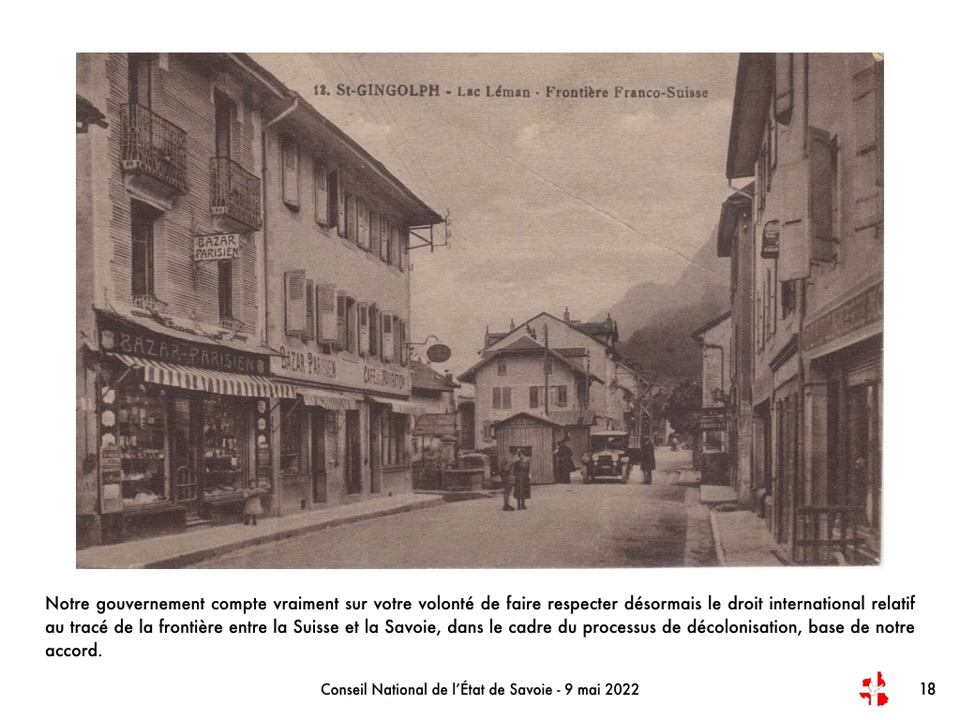 12. St-GINGOLPH - Lac Léman - Frontière Franco-Suisse
BAZAR
PARISIEN
BAZAR-PARISIEN
BAZAR PARISIEN
Notre gouvernement compte vraiment sur votre volonté de faire respecter désormais le droit international relatif
au tracé de la frontière entre la Suisse et la Savoie, dans le cadre du processus de décolonisation, base de notre
accord.
Conseil National de l'État de Savoie - 9 mai 2022
18